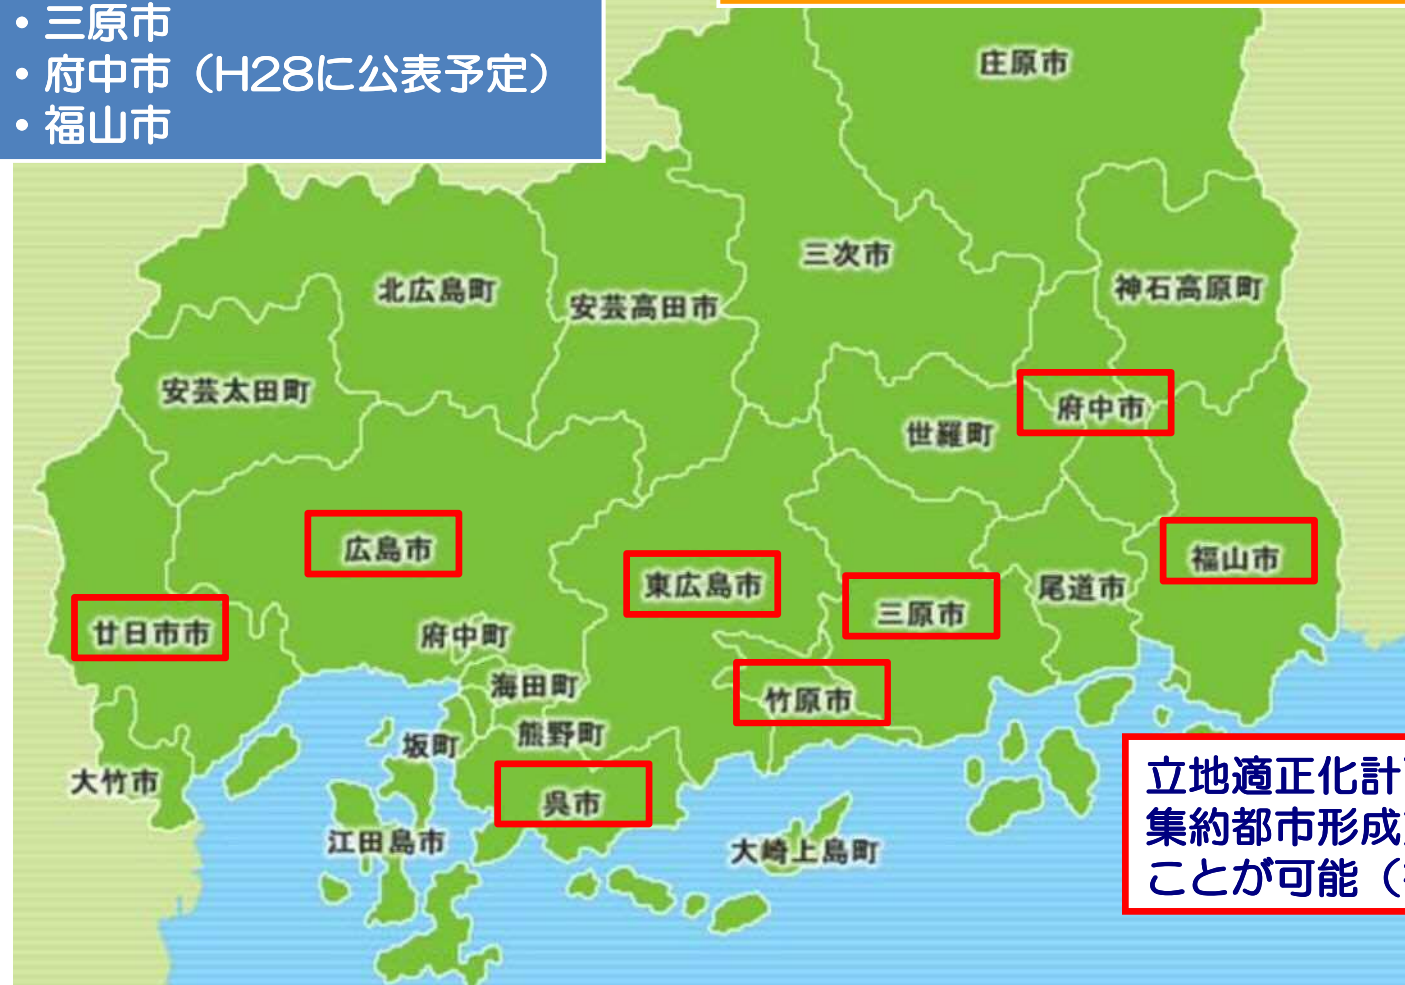 ・三原市
・府中市（H28に公表予定）
・福山市
庄原市
三次市
神石高原町
北広島町
安芸高田市
安芸太田町
府中市
世羅町
広島市
福山市
東広島市
尾道市
三原市
廿日市市
府中町
海田町
竹原市
熊野町
坂町
大竹市
呉市
江田島市
大崎上島町
立地適正化計
集約都市形成
ことが可能（